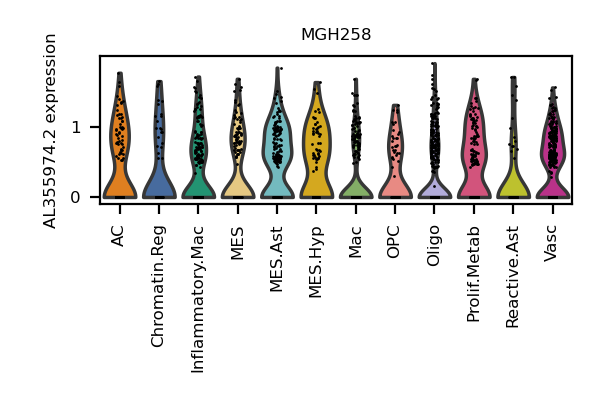 MGH258
AL355974.2 expression
1
0
AC
Chromatin.Reg
Inflammatory.Mac
MES
MES.Ast
MES.Hyp
Mac
OPC
Oligo
Prolif.Metab
Reactive.Ast
Vasc